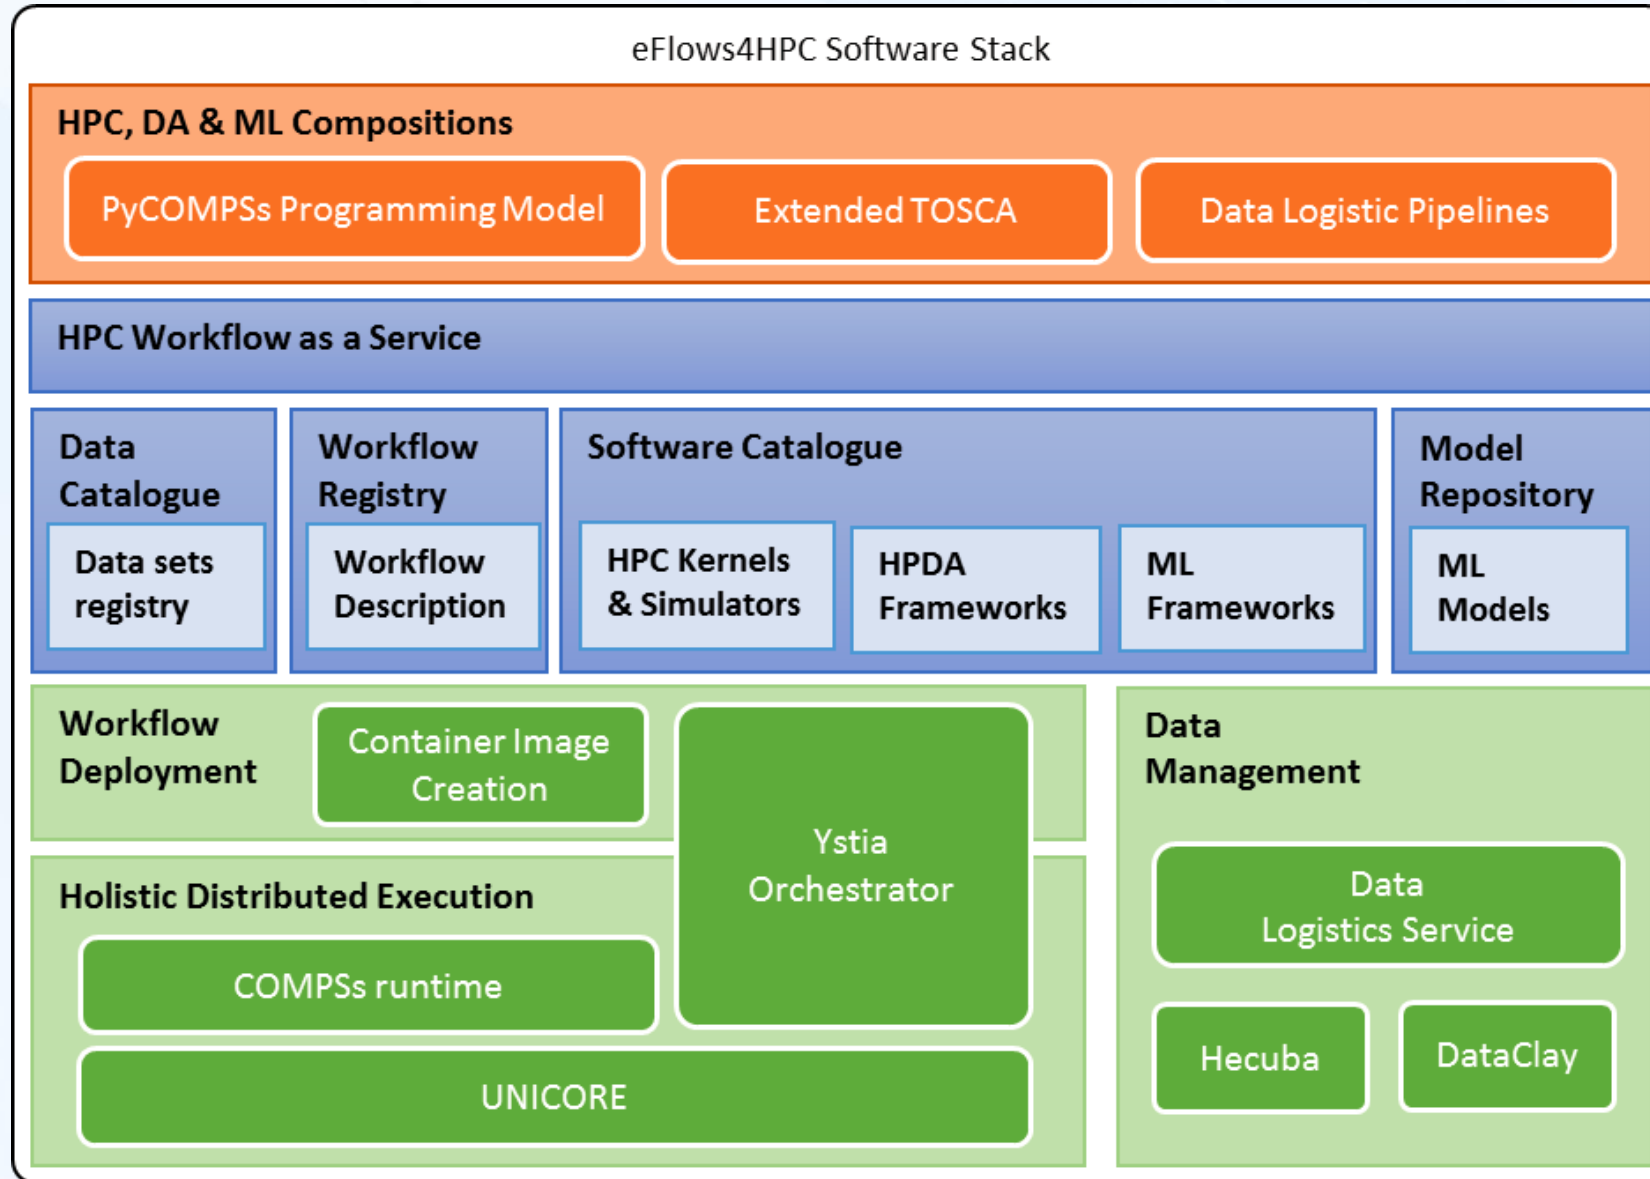 eFlows4HPC Software Stack
HPC, DA & ML Compositions
PyCOMPSs Programming Model
Extended TOSCA
Data Logistic Pipelines
HPC Workflow as a Service
Data
Catalogue
Data sets
registry
Workflow
Registry
Workflow
Description
Software Catalogue
HPC Kernels
& Simulators
HPDA
Frameworks
ML
Frameworks
Model
Repository
ML
Models
Workflow
Deployment
Container Image
Creation
Ystia
Orchestrator
Holistic Distributed Execution
COMPSs runtime
UNICORE
Data
Management
Data
Logistics Service
Hecuba
DataClay